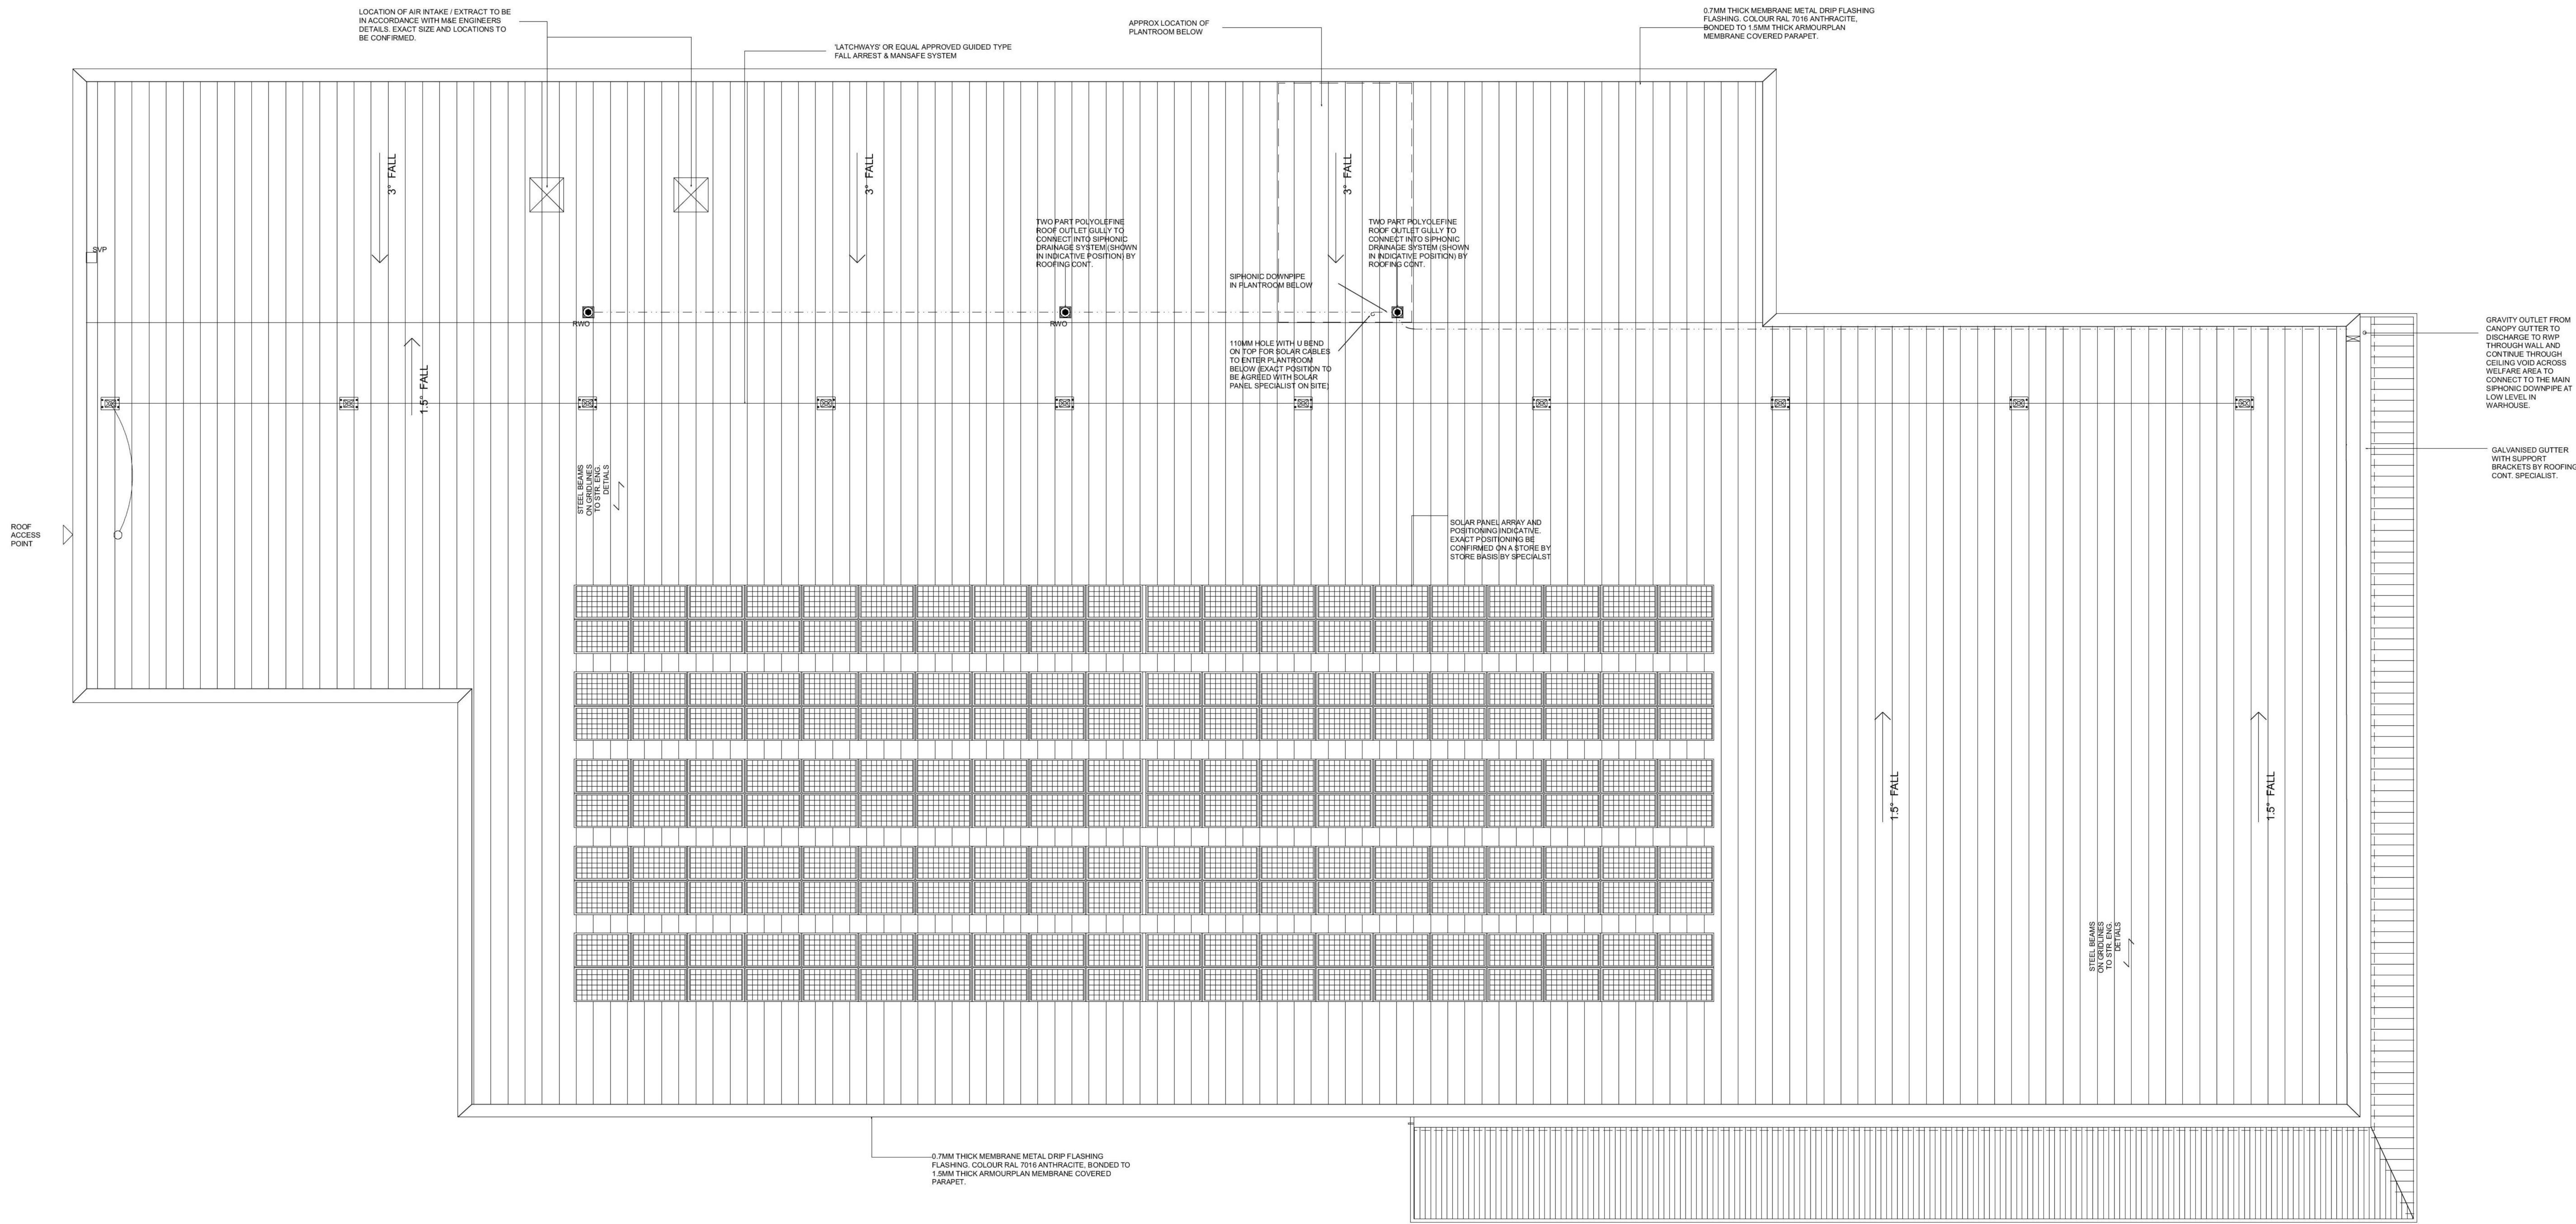 LOCATION OF AIR INTAKE / EXTRACT TO BE
IN ACCORDANCE WITH M&E ENGINEERS
DETAILS. EXACT SIZE AND LOCATIONS TO
BE CONFIRMED.
'LATCHWAYS' OR EQUAL APPROVED GUIDED TYPE
FALL ARREST & MANSAFE SYSTEM
APPROX LOCATION OF
PLANTROOM BELOW
0.7MM THICK MEMBRANE METAL DRIP FLASHING
FLASHING. COLOUR RAL 7016 ANTHRACITE,
BONDED TO 1.5MM THICK ARMOURPLAN
MEMBRANE COVERED PARAPET.
3° FALL
3° FALL
3° FALL
SVP
TWO PART POLYOLEFINE
ROOF OUTLET GULLY TO
CONNECT INTO SIPHONIC
DRAINAGE SYSTEM (SHOWN
IN INDICATIVE POSITION) BY
ROOFING CONT.
TWO PART POLYOLEFINE
ROOF OUTLET GULLY TO
CONNECT INTO SIPHONIC
DRAINAGE SYSTEM (SHOWN
IN INDICATIVE POSITION) BY
ROOFING CONT.
SIPHONIC DOWNPIPE
IN PLANTROOM BELOW
RWO
RWO
110MM HOLE WITH U BEND
ON TOP FOR SOLAR CABLES
TO ENTER PLANTROOM
BELOW (EXACT POSITION TO
BE AGREED WITH SOLAR
PANEL SPECIALIST ON SITE)
GRAVITY OUTLET FROM
CANOPY GUTTER TO
DISCHARGE TO RWP
THROUGH WALL AND
CONTINUE THROUGH
CEILING VOID ACROSS
WELFARE AREA TO
CONNECT TO THE MAIN
SIPHONIC DOWNPIPE AT
LOW LEVEL IN
WARHOUSE.
1.5° FALL
GALVANISED GUTTER
WITH SUPPORT
BRACKETS BY ROOFING
CONT. SPECIALIST.
STEEL BEAMS
ON GRIDLINES
TO STR. ENG.
DETIALS
ROOF
ACCESS
POINT
SOLAR PANEL ARRAY AND
POSITIONING INDICATIVE.
EXACT POSITIONING BE
CONFIRMED ON A STORE BY
STORE BASIS BY SPECIALST
1.5° FALL
1.5° FALL
STEEL BEAMS
ON GRIDLINES
TO STR. ENG.
DETIALS
0.7MM THICK MEMBRANE METAL DRIP FLASHING
FLASHING. COLOUR RAL 7016 ANTHRACITE, BONDED TO
1.5MM THICK ARMOURPLAN MEMBRANE COVERED
PARAPET.